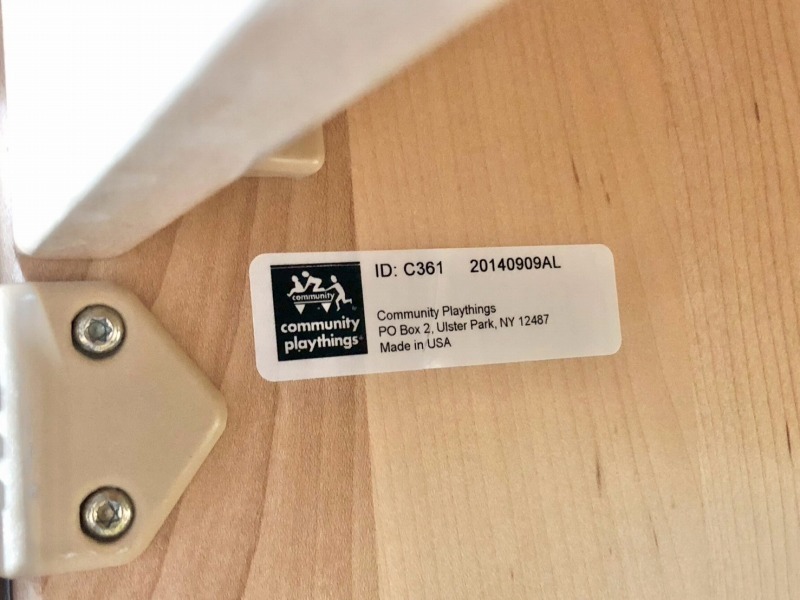 community
community
playthings
ID: C361 20140909AL
Community Playthings
PO Box 2, Ulster Park, NY 12487
Made in USA